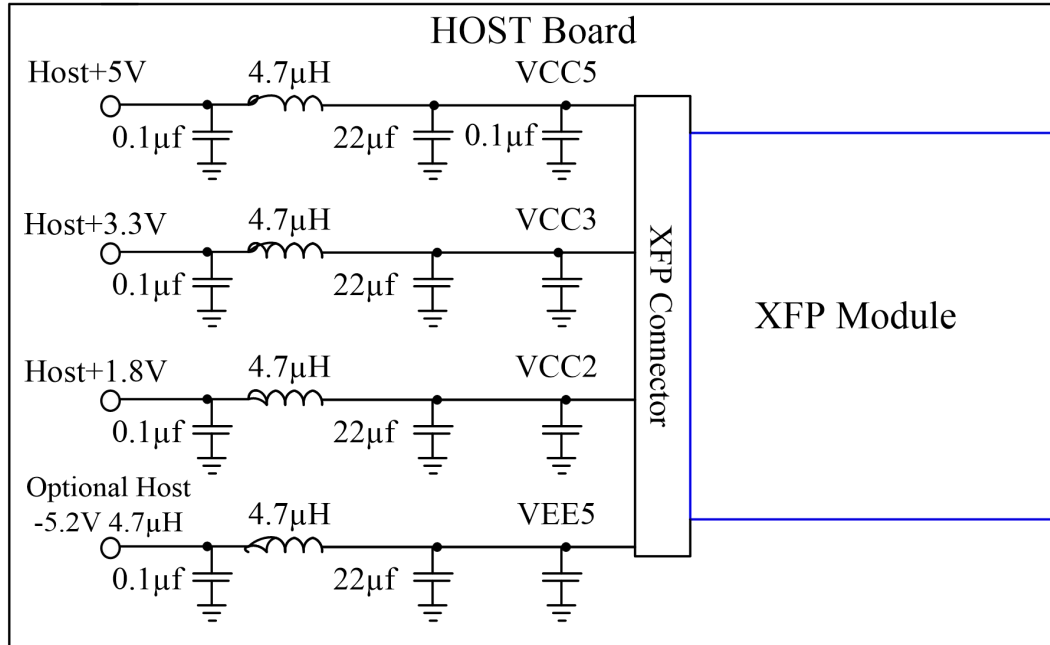 HOST Board
Host+5V
4.7μH
VCC5
0.1μf
22μf
0.1μf
Host+3.3V
4.7μH
VCC3
0.1μf
22μf
Host+1.8V
4.7μH
VCC2
0.1μf
22μf
Optional Host
-5.2V 4.7μH
4.7μH
VEE5
0.1μf
22μf
XFP Connector
XFP Module